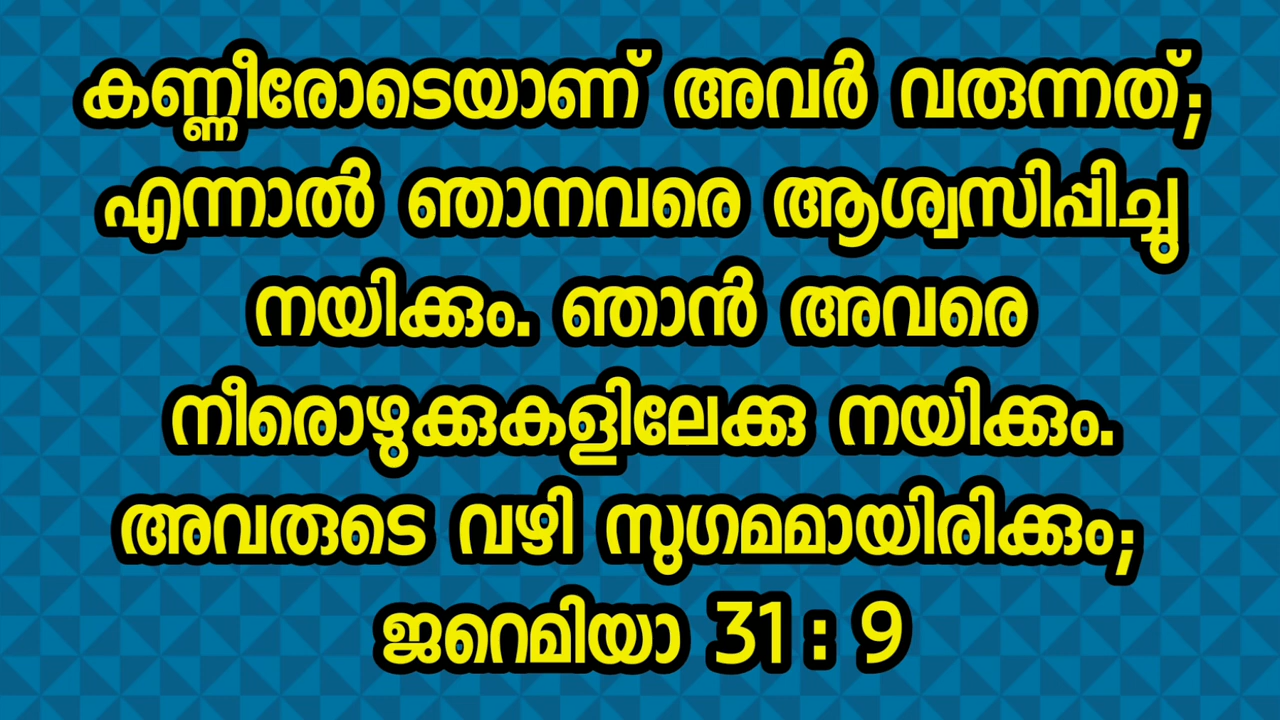 കണ്ണീരോടെയാണ് അവർ വരുന്നത്;
എന്നാൽ ഞാനവരെ ആശ്വസിപ്പിച്ചു
നയിക്കും. ഞാൻ അവരെ
നീരൊഴുക്കുകളിലേക്കു നയിക്കും.
അവരുടെ വഴി സുഗമമായിരിക്കും;
ജറെമിയാ 31 : 9